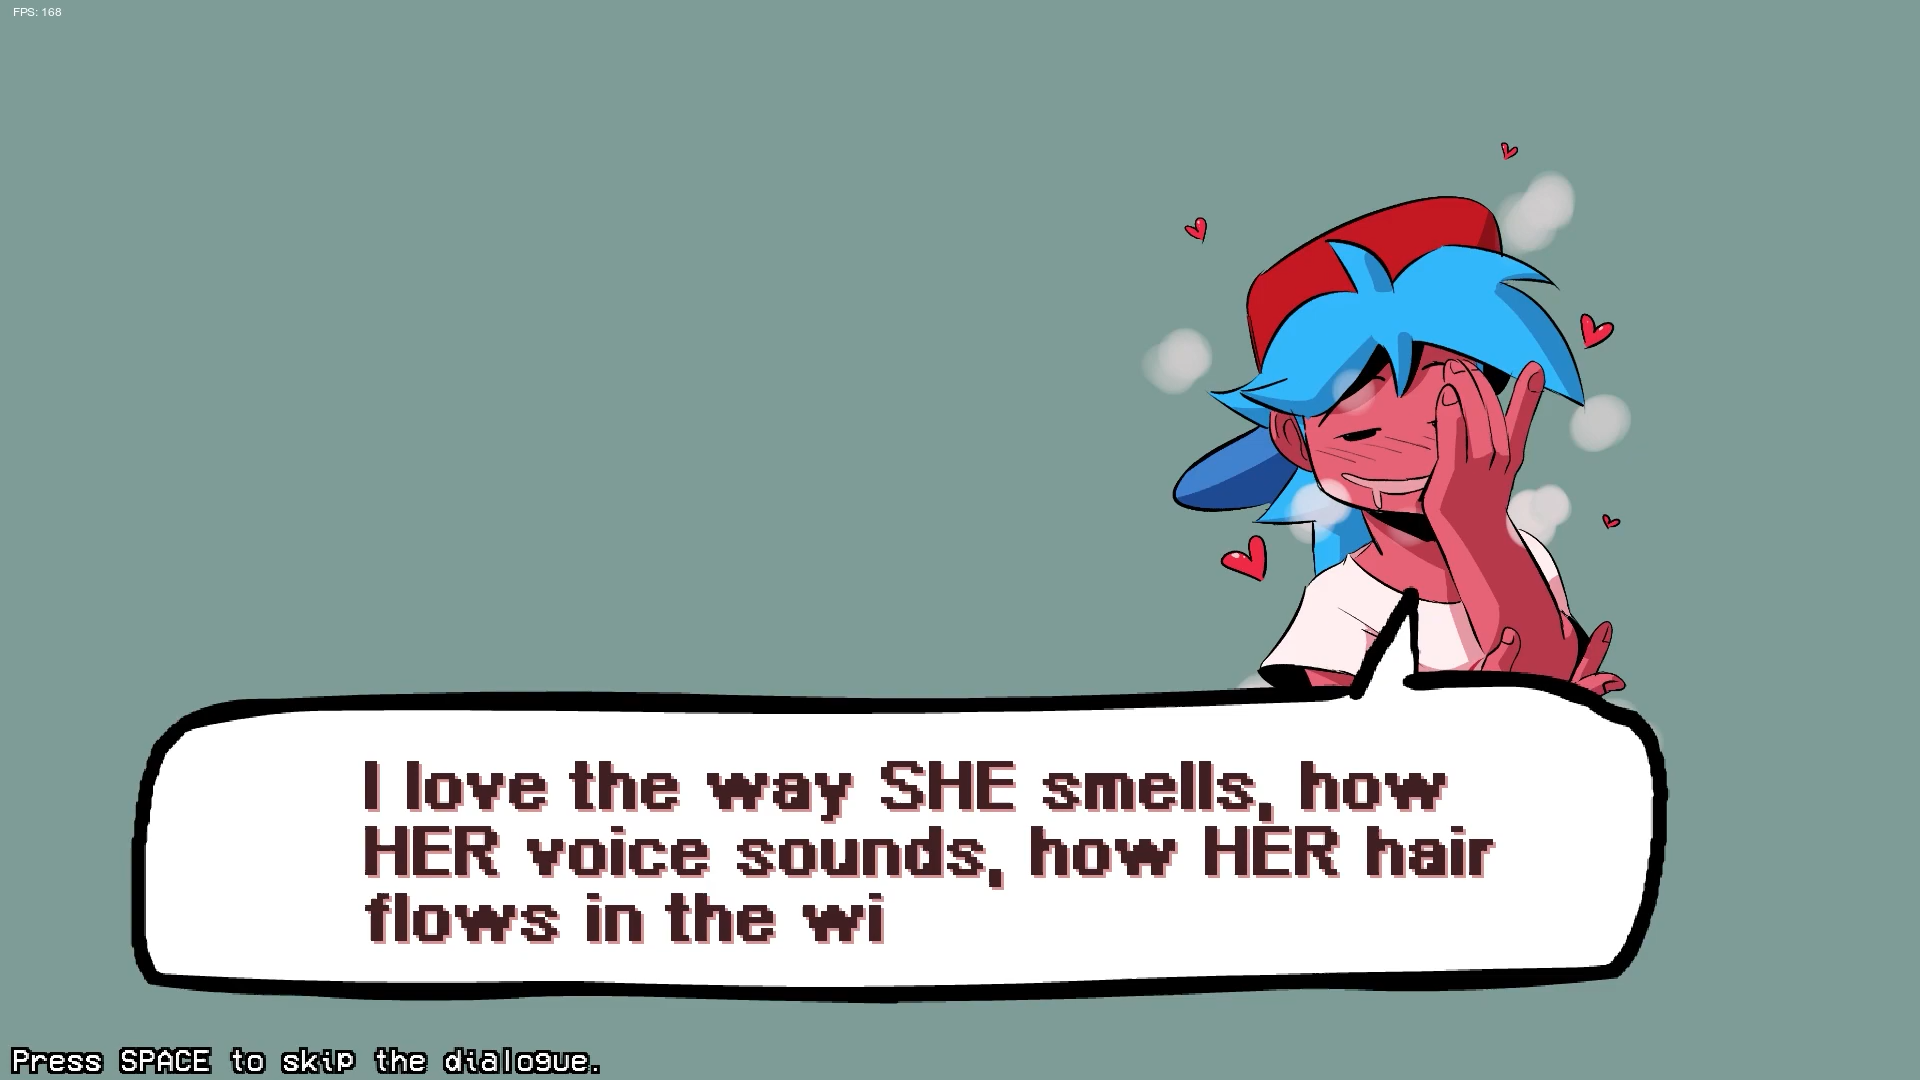 FPS: 168
I love the way SHE smells, how
HER voice sounds, how HER hair
flows in the wi
Press SPACE to skip the dialogue.